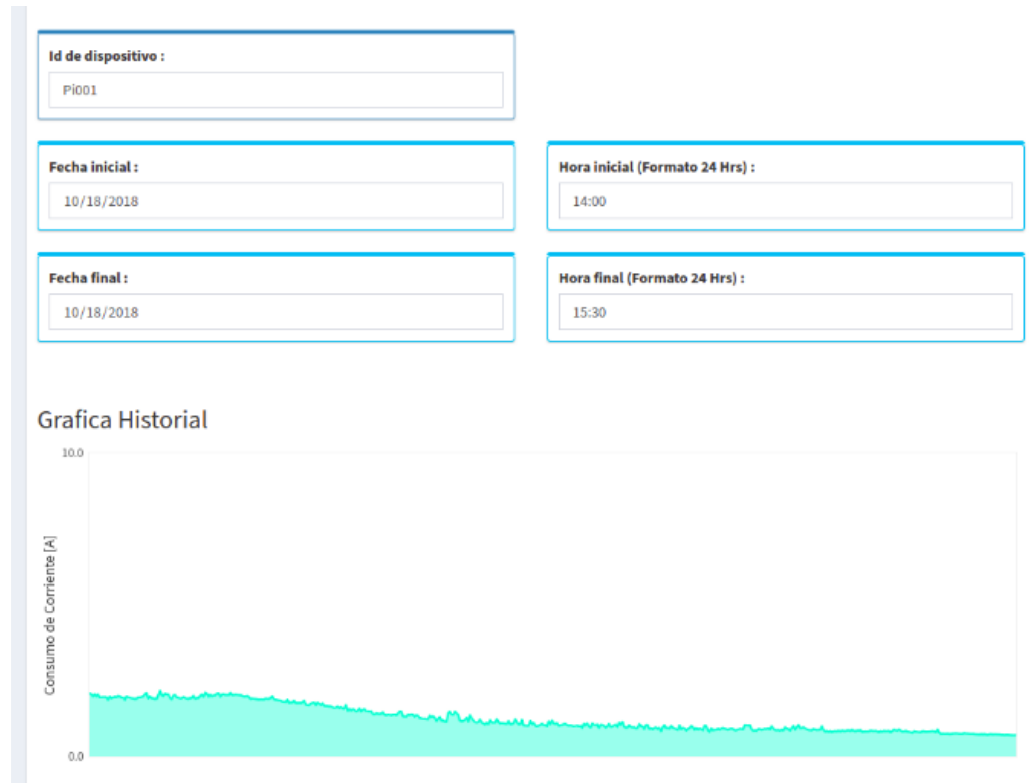 Id de dispositivo :
Pi001
Fecha inicial :
10/18/2018
Hora inicial (Formato 24 Hrs) :
14:00
Fecha final :
10/18/2018
Hora final (Formato 24 Hrs) :
15:30
Grafica Historial
10.0
Consumo de Corriente [A]
0.0